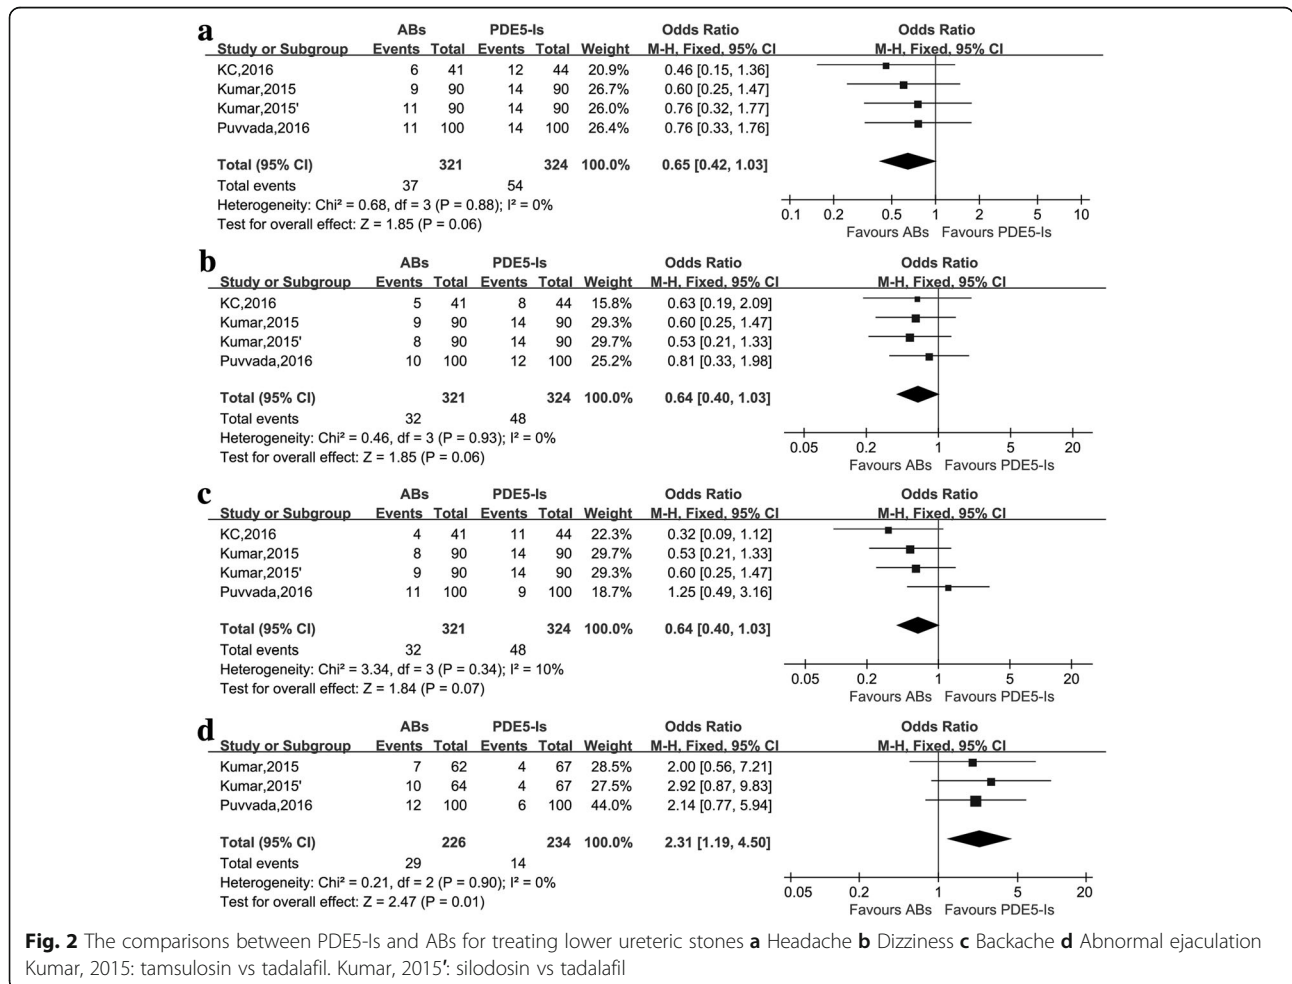 a
ABs PDE5-Is Odds Ratio Odds Ratio
Study or Subgroup Events Total Events Total Weight M-H, Fixed, 95% CI M-H, Fixed, 95% CI
KC,2016 6 41 12 44 20.9% 0.46 [0.15, 1.36]
Kumar,2015 9 90 14 90 26.7% 0.60 [0.25, 1.47]
Kumar,2015' 11 90 14 90 26.0% 0.76 [0.32, 1.77]
Puvvada,2016 11 100 14 100 26.4% 0.76 [0.33, 1.76]
Total (95% CI) 321 324 100.0% 0.65 [0.42, 1.03]
Total events 37 54
Heterogeneity: Chi² = 0.68, df = 3 (P = 0.88); I² = 0%
Test for overall effect: Z = 1.85 (P = 0.06)
0.1 0.2 0.5 1 2 5 10
Favours ABs Favours PDE5-Is
b
ABs PDE5-Is Odds Ratio Odds Ratio
Study or Subgroup Events Total Events Total Weight M-H, Fixed, 95% CI M-H, Fixed, 95% CI
KC,2016 5 41 8 44 15.8% 0.63 [0.19, 2.09]
Kumar,2015 9 90 14 90 29.3% 0.60 [0.25, 1.47]
Kumar,2015' 8 90 14 90 29.7% 0.53 [0.21, 1.33]
Puvvada,2016 10 100 12 100 25.2% 0.81 [0.33, 1.98]
Total (95% CI) 321 324 100.0% 0.64 [0.40, 1.03]
Total events 32 48
Heterogeneity: Chi² = 0.46, df = 3 (P = 0.93); I² = 0%
Test for overall effect: Z = 1.85 (P = 0.06)
0.05 0.2 1 5 20
Favours ABs Favours PDE5-Is
c
ABs PDE5-Is Odds Ratio Odds Ratio
Study or Subgroup Events Total Events Total Weight M-H, Fixed, 95% CI M-H, Fixed, 95% CI
KC,2016 4 41 11 44 22.3% 0.32 [0.09, 1.12]
Kumar,2015 8 90 14 90 29.7% 0.53 [0.21, 1.33]
Kumar,2015' 9 90 14 90 29.3% 0.60 [0.25, 1.47]
Puvvada,2016 11 100 9 100 18.7% 1.25 [0.49, 3.16]
Total (95% CI) 321 324 100.0% 0.64 [0.40, 1.03]
Total events 32 48
Heterogeneity: Chi² = 3.34, df = 3 (P = 0.34); I² = 10%
Test for overall effect: Z = 1.84 (P = 0.07)
0.05 0.2 1 5 20
Favours ABs Favours PDE5-Is
d
ABs PDE5-Is Odds Ratio Odds Ratio
Study or Subgroup Events Total Events Total Weight M-H, Fixed, 95% CI M-H, Fixed, 95% CI
Kumar,2015 7 62 4 67 28.5% 2.00 [0.56, 7.21]
Kumar,2015' 10 64 4 67 27.5% 2.92 [0.87, 9.83]
Puvvada,2016 12 100 6 100 44.0% 2.14 [0.77, 5.94]
Total (95% CI) 226 234 100.0% 2.31 [1.19, 4.50]
Total events 29 14
Heterogeneity: Chi² = 0.21, df = 2 (P = 0.90); I² = 0%
Test for overall effect: Z = 2.47 (P = 0.01)
0.05 0.2 1 5 20
Favours ABs Favours PDE5-Is
Fig. 2 The comparisons between PDE5-Is and ABs for treating lower ureteric stones a Headache b Dizziness c Backache d Abnormal ejaculation
Kumar, 2015: tamsulosin vs tadalafil. Kumar, 2015′: silodosin vs tadalafil